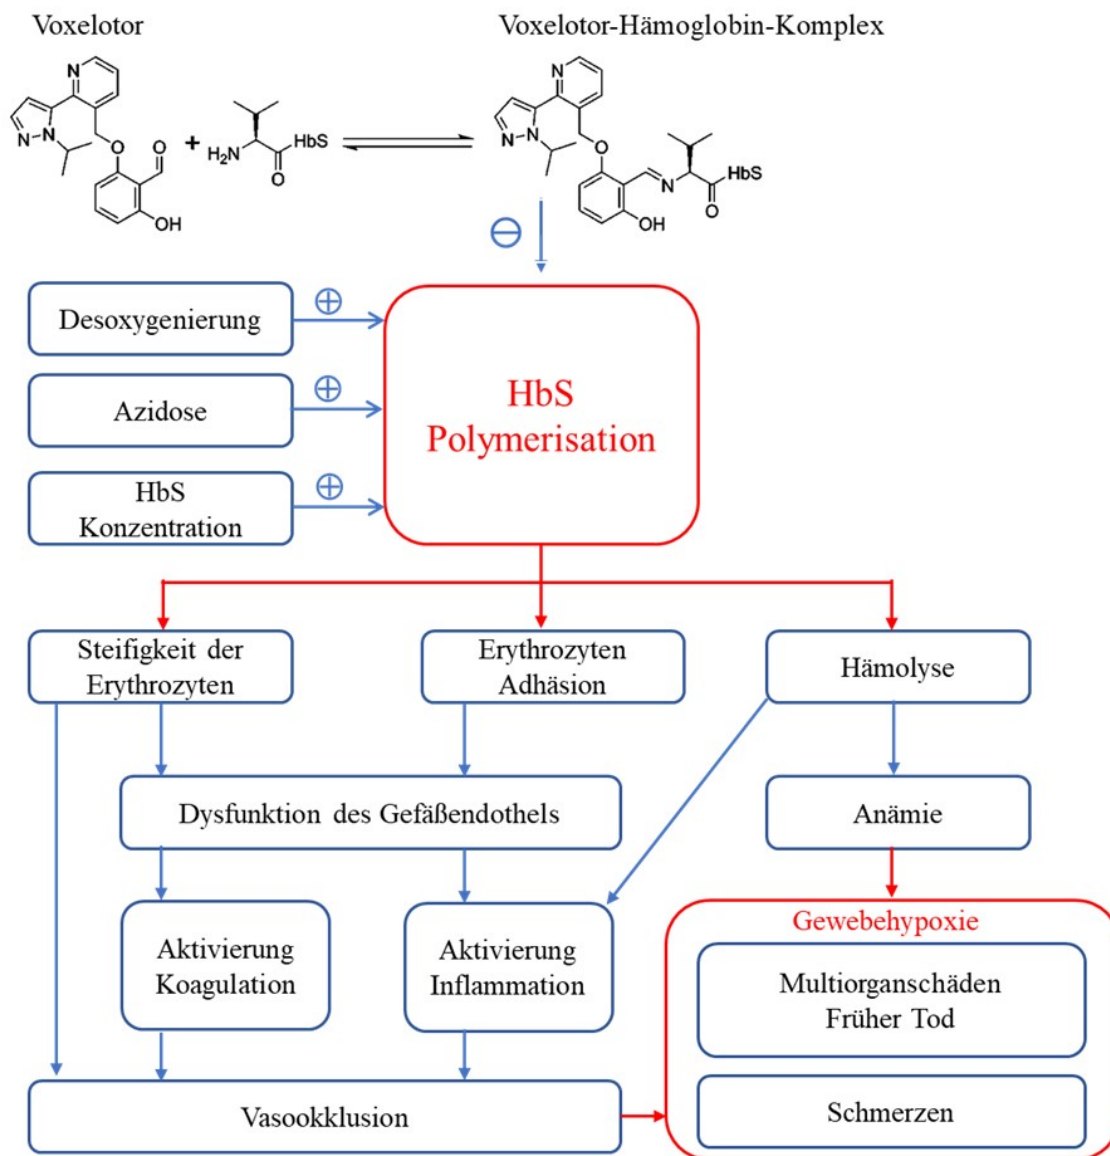 Voxelotor
Voxelotor-Hämoglobin-Komplex
N
N
N
O
O
OH
+
H₂N
HbS
O
N
N
N
O
N
HbS
O
OH
⊖
Desoxygenierung
⊕
Azidose
⊕
HbS
Konzentration
⊕
HbS
Polymerisation
Steifigkeit der
Erythrozyten
Erythrozyten
Adhäsion
Hämolyse
Dysfunktion des Gefäßendothels
Anämie
Aktivierung
Koagulation
Aktivierung
Inflammation
Gewebehypoxie
Multiorganschäden
Früher Tod
Vasookklusion
Schmerzen